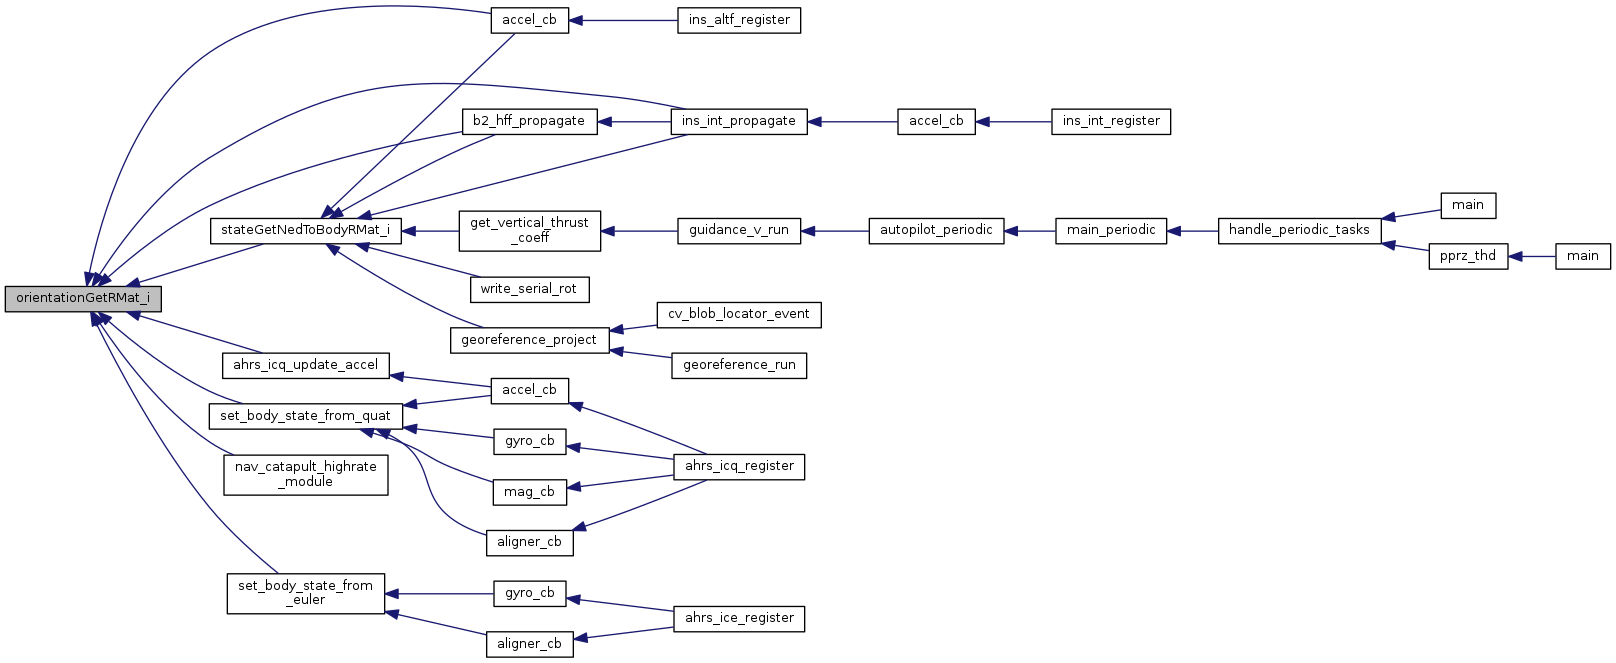 accel_cb
ins_altf_register
b2_hff_propagate
ins_int_propagate
accel_cb
ins_int_register
main
stateGetNedToBodyRMat_i
get_vertical_thrust
_coeff
guidance_v_run
autopilot_periodic
main_periodic
handle_periodic_tasks
pprz_thd
main
write_serial_rot
orientationGetRMat_i
cv_blob_locator_event
georeference_project
georeference_run
ahrs_icq_update_accel
accel_cb
set_body_state_from_quat
gyro_cb
ahrs_icq_register
nav_catapult_highrate
_module
mag_cb
aligner_cb
set_body_state_from
_euler
gyro_cb
ahrs_ice_register
aligner_cb